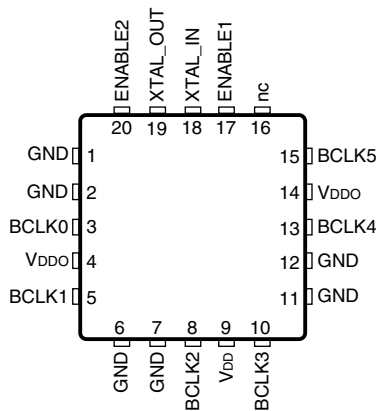 ENABLE2
XTAL_OUT
XTAL_IN
ENABLE1
nc
20 19 18 17 16
GND 1
GND 2
BCLK0 3
VDDO 4
BCLK1 5
15 BCLK5
14 VDDO
13 BCLK4
12 GND
11 GND
6 7 8 9 10
GND
GND
BCLK2
VDD
BCLK3